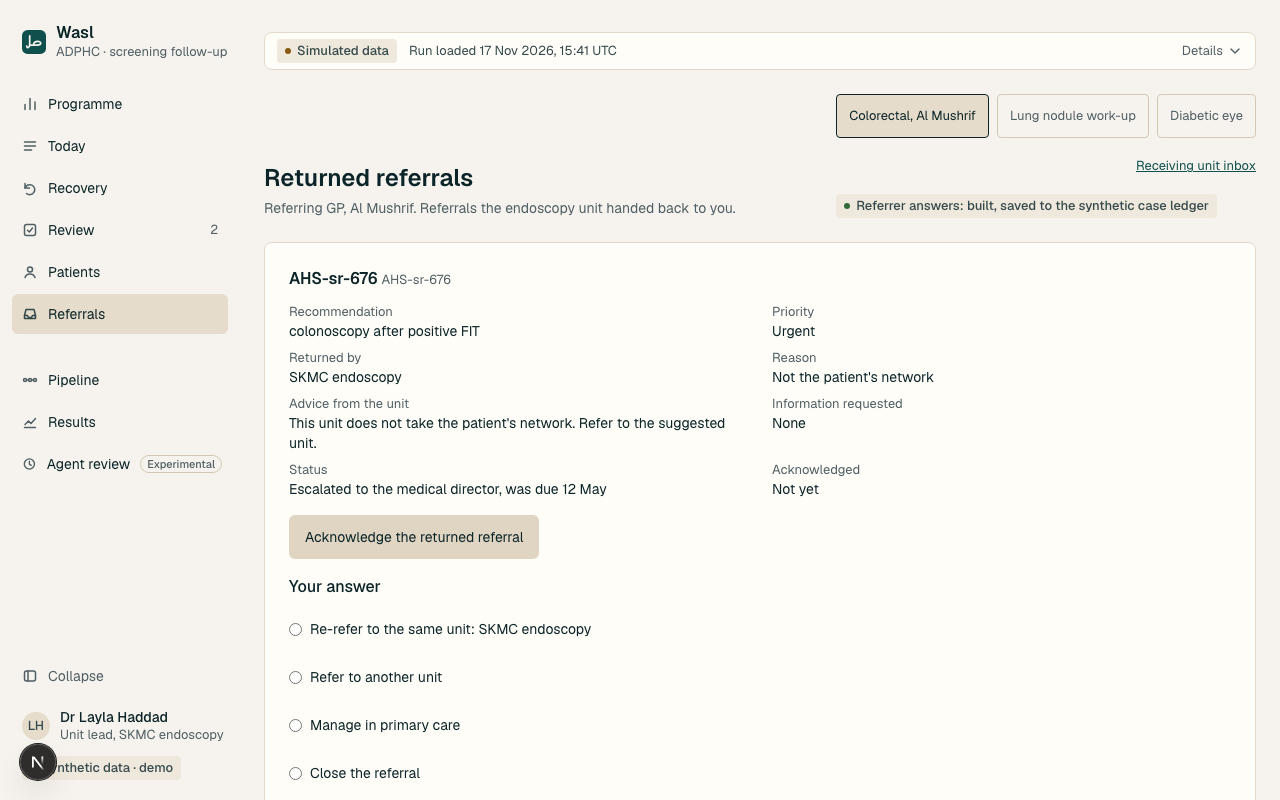 صل
Wasl
ADPHC · screening follow-up
Programme
Today
Recovery
Review 2
Patients
Referrals
Pipeline
Results
Agent review Experimental
Collapse
LH
Dr Layla Haddad
Unit lead, SKMC endoscopy
N
nthetic data · demo
Simulated data
Run loaded 17 Nov 2026, 15:41 UTC
Details
Colorectal, Al Mushrif
Lung nodule work-up
Diabetic eye
Receiving unit inbox
Returned referrals
Referring GP, Al Mushrif. Referrals the endoscopy unit handed back to you.
Referrer answers: built, saved to the synthetic case ledger
AHS-sr-676 AHS-sr-676
Recommendation
colonoscopy after positive FIT
Priority
Urgent
Returned by
SKMC endoscopy
Reason
Not the patient's network
Advice from the unit
This unit does not take the patient's network. Refer to the suggested
unit.
Information requested
None
Status
Escalated to the medical director, was due 12 May
Acknowledged
Not yet
Acknowledge the returned referral
Your answer
Re-refer to the same unit: SKMC endoscopy
Refer to another unit
Manage in primary care
Close the referral